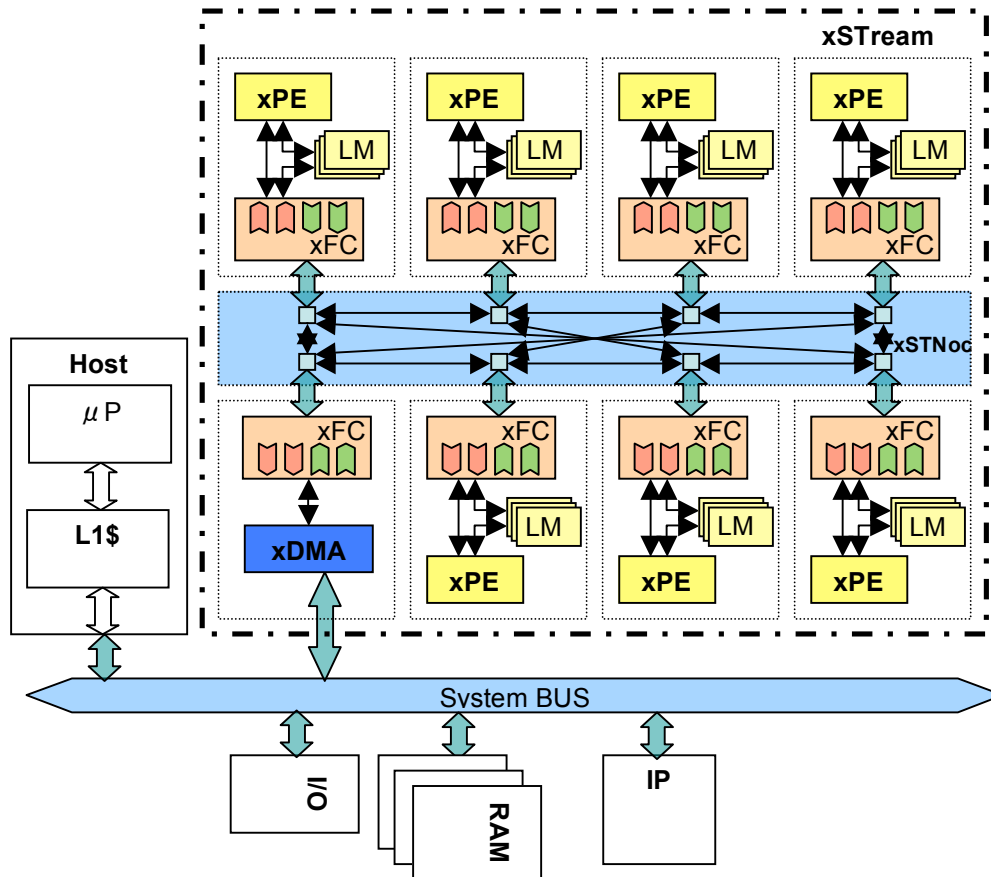 xSTream
xPE
xPE
xPE
xPE
LM
LM
LM
LM
xFC
xFC
xFC
xFC
xSTNoc
Host
μ P
L1$
xFC
xFC
xFC
xFC
LM
LM
LM
xDMA
xPE
xPE
xPE
System BUS
I/O
RAM
IP